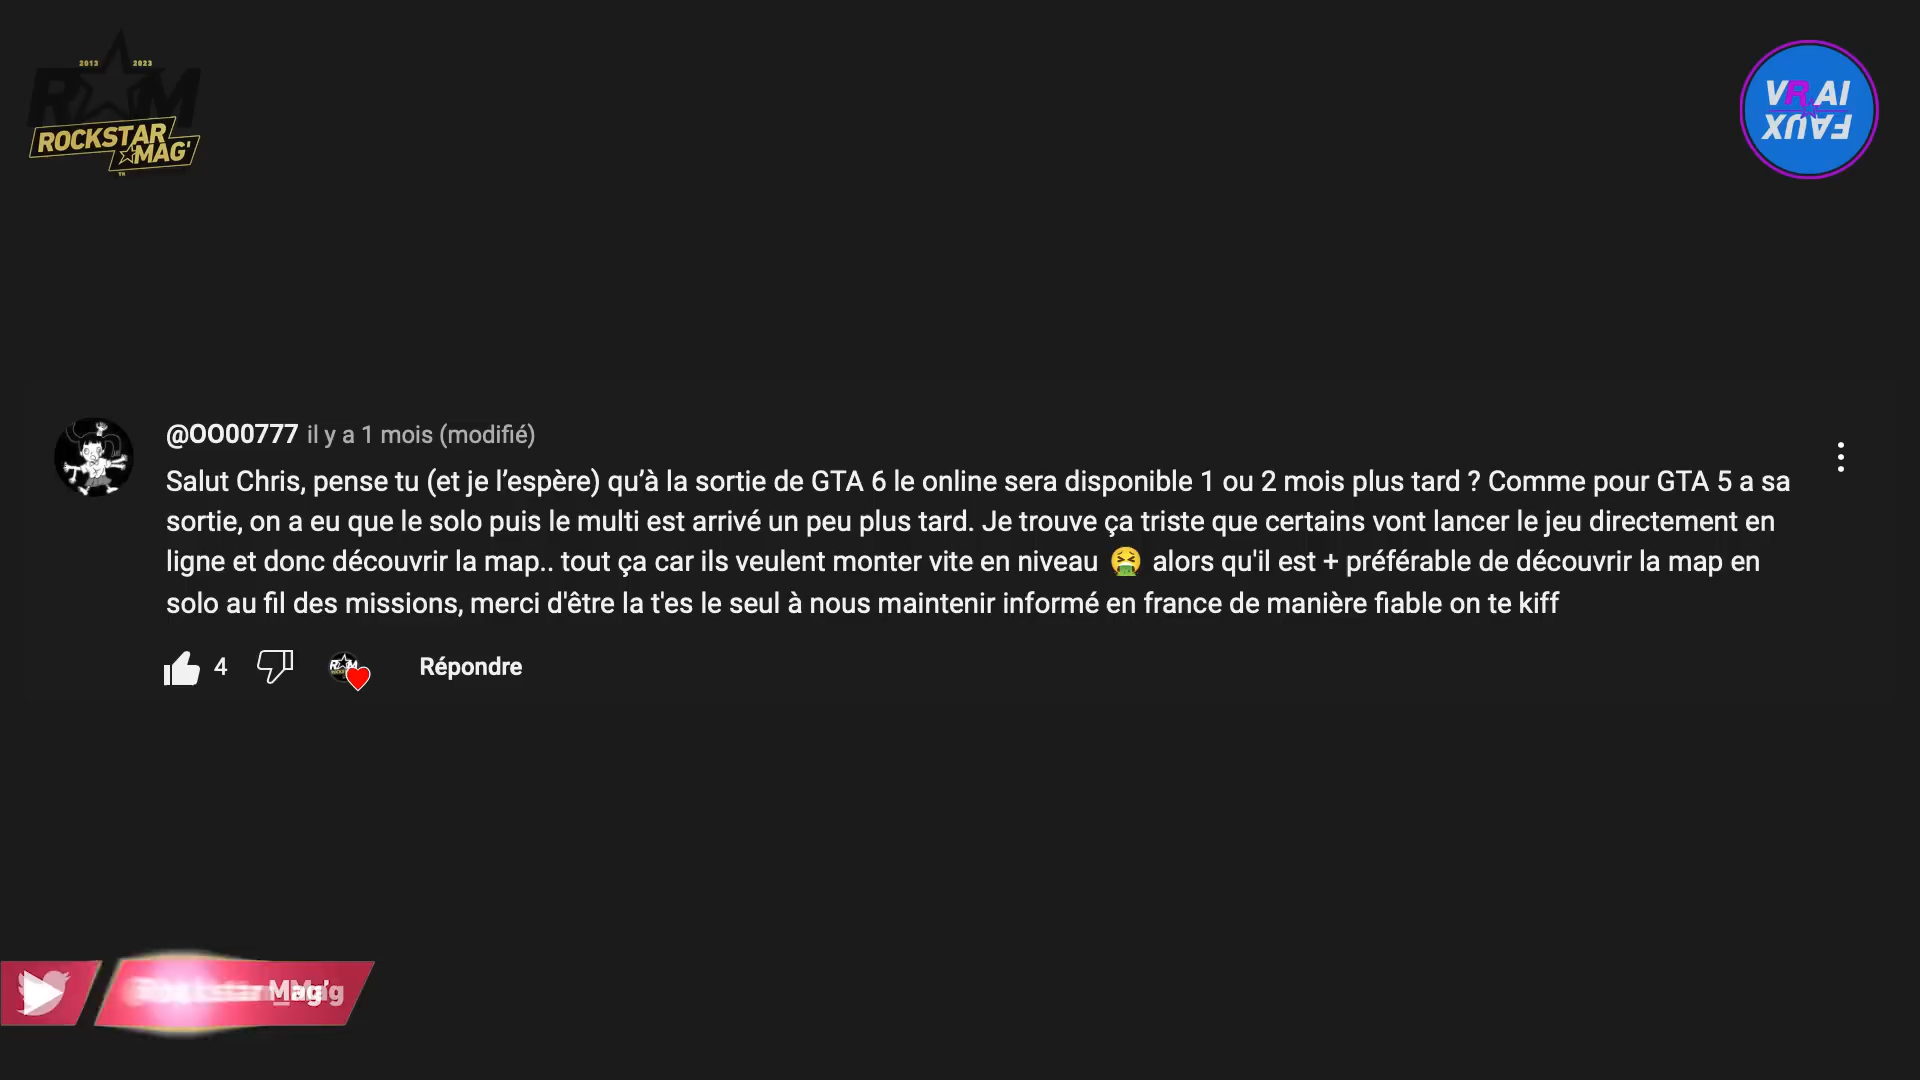 2013 2023
RM
ROCKSTAR
MAG'
TM
VRAI
FAUX
@OO00777 il y a 1 mois (modifié)
Salut Chris, pense tu (et je l’espère) qu’à la sortie de GTA 6 le online sera disponible 1 ou 2 mois plus tard ? Comme pour GTA 5 a sa
sortie, on a eu que le solo puis le multi est arrivé un peu plus tard. Je trouve ça triste que certains vont lancer le jeu directement en
ligne et donc découvrir la map.. tout ça car ils veulent monter vite en niveau 🤮 alors qu'il est + préférable de découvrir la map en
solo au fil des missions, merci d'être la t'es le seul à nous maintenir informé en france de manière fiable on te kiff
4 Répondre